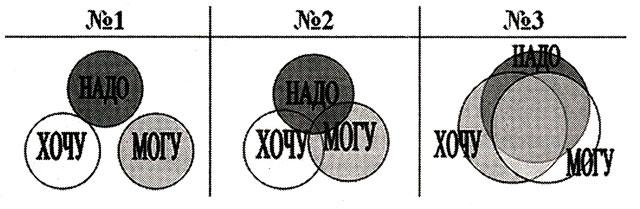 №1
№2
№3
НАДО
ХОЧУ
МОГУ
НАДО
ХОЧУ
МОГУ
НАДО
ХОЧУ
МОГУ